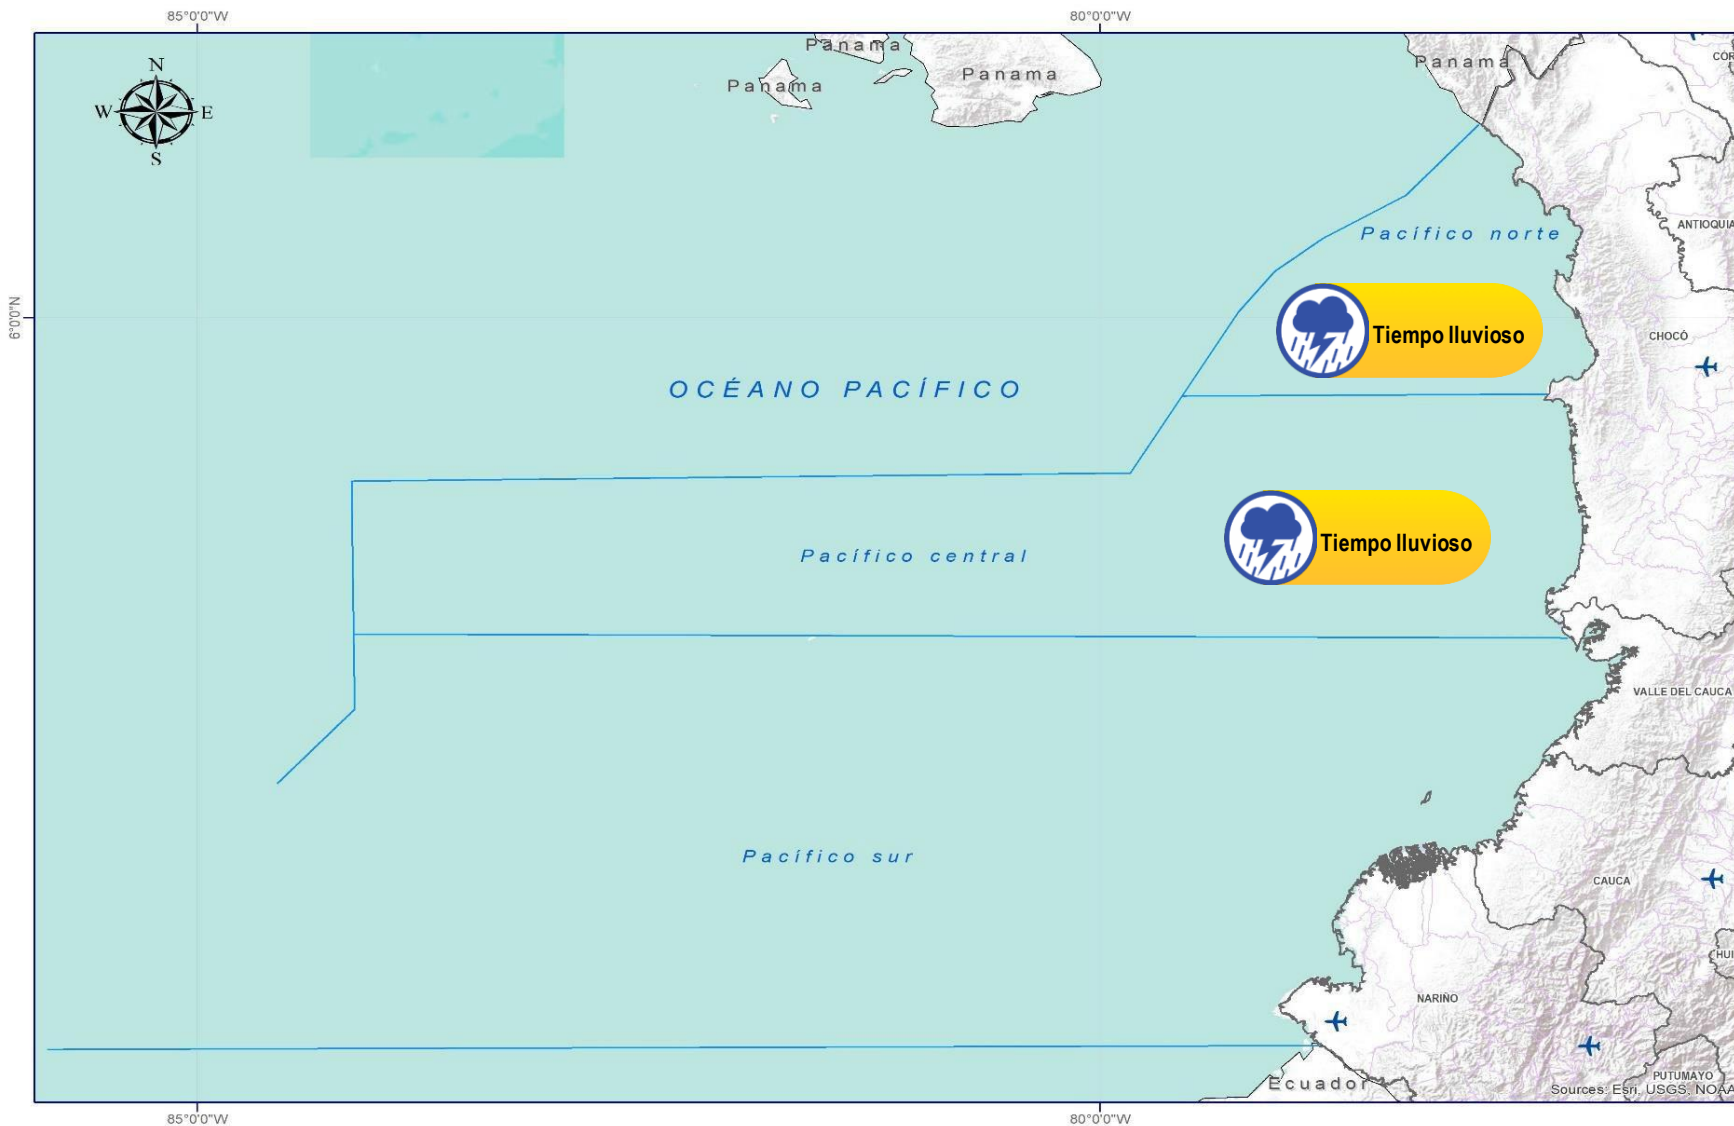 85°0'0"W
80°0'0"W
Panama
Panama
Panama
Panama
N
W
E
S
ANTIOQUIA
Pacífico norte
6°0'0"N
Tiempo lluvioso
CHOCÓ
OCÉANO PACÍFICO
Tiempo lluvioso
Pacífico central
VALLE DEL CAUCA
Pacífico sur
CAUCA
HUI
NARIÑO
PUTUMAYO
Ecuador
Sources: Esri, USGS, NOAA
85°0'0"W
80°0'0"W